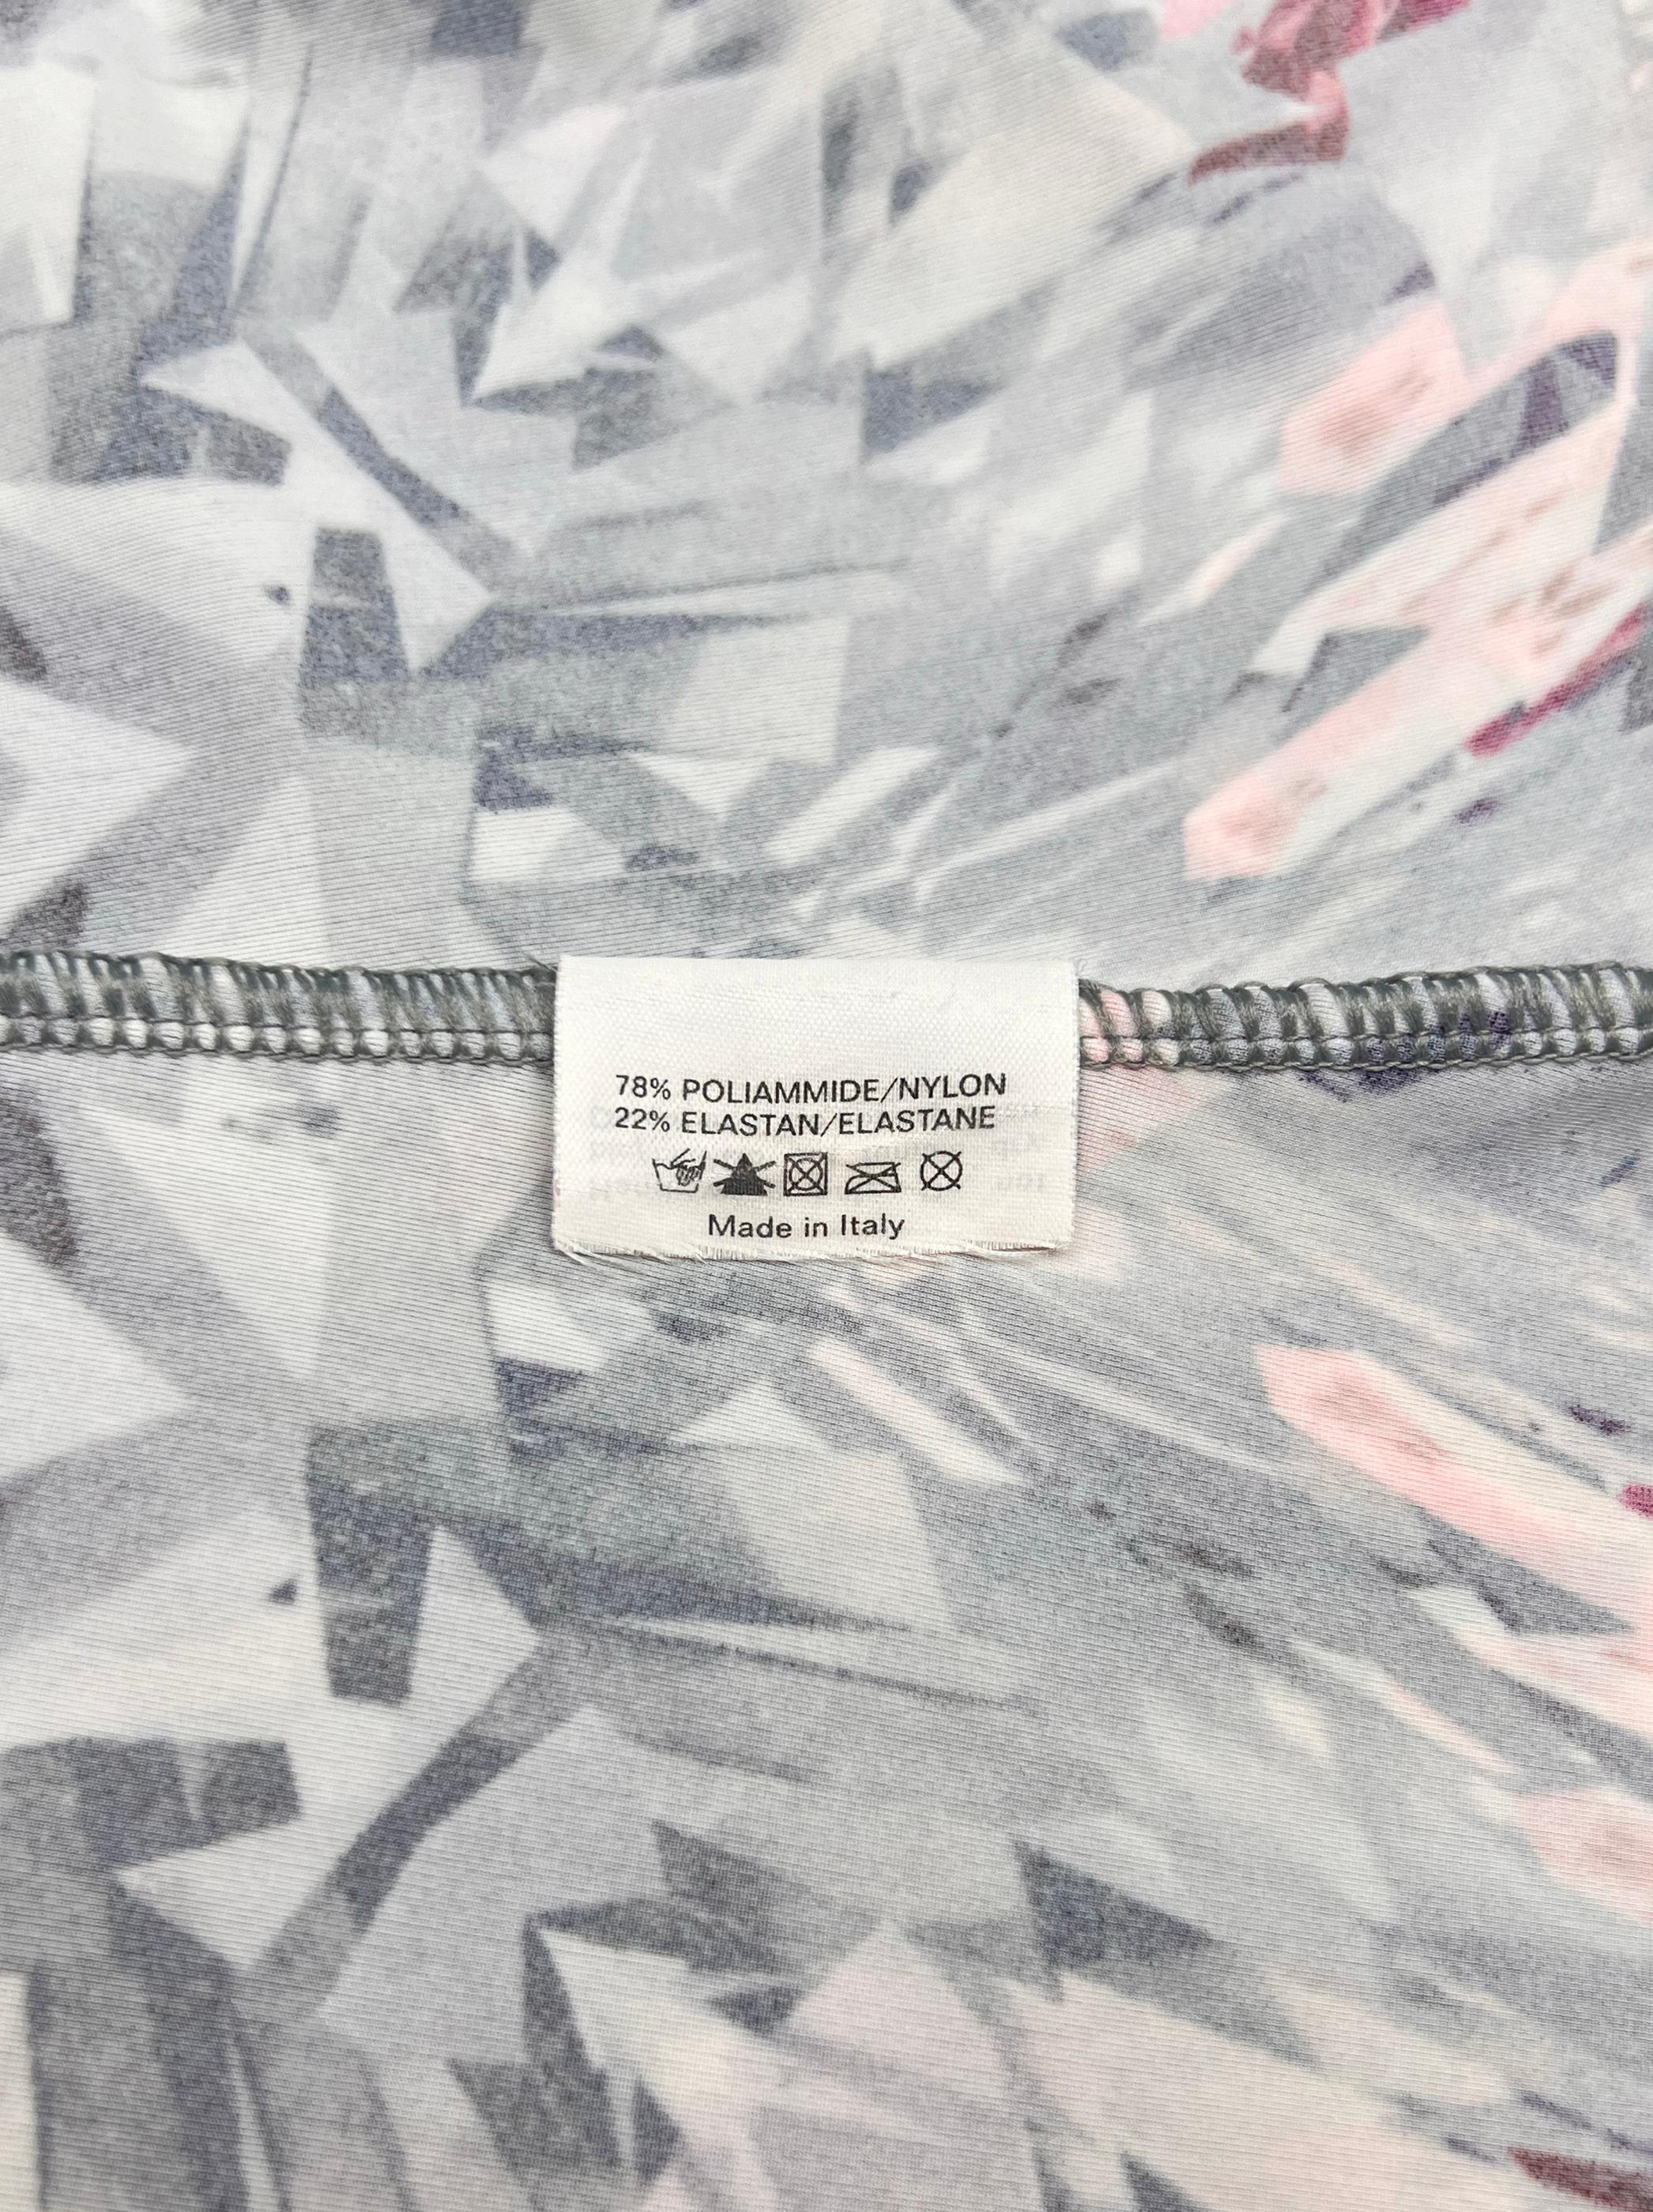 78% POLIAMMIDE/NYLON
22% ELASTAN/ELASTANE
Made in Italy